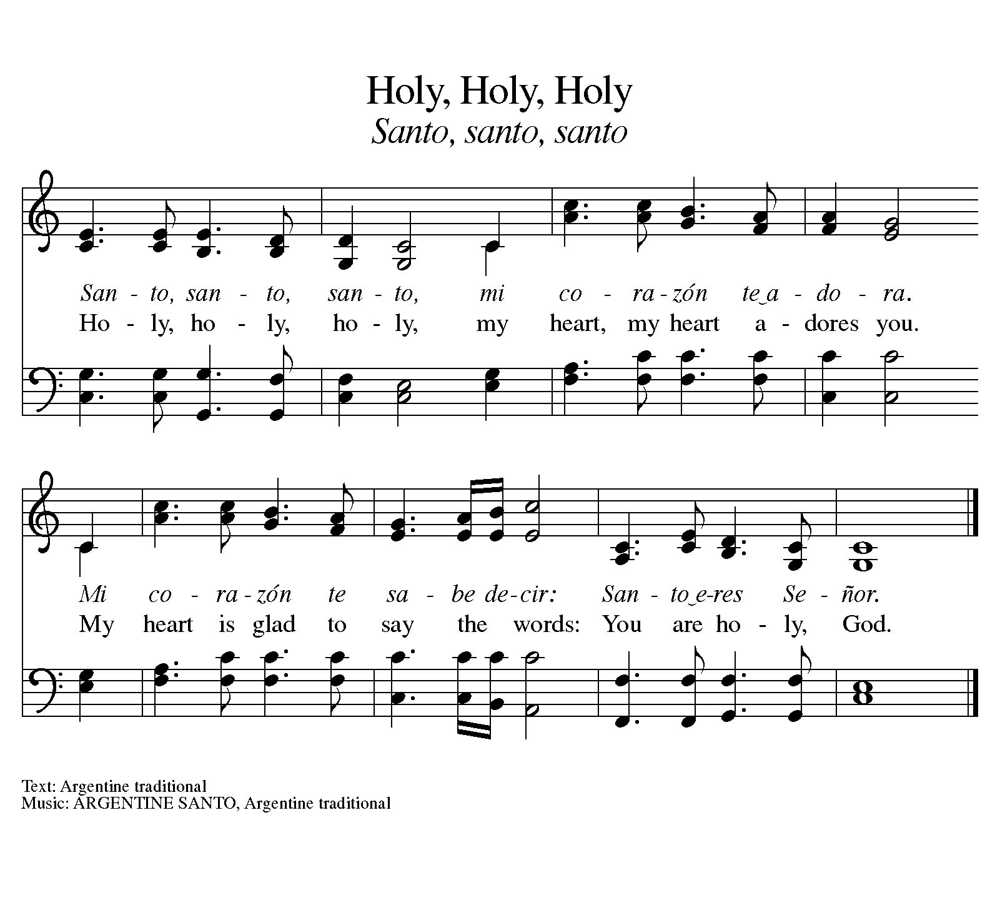 Holy, Holy, Holy
Santo, santo, santo
San - to, san - to, san - to, mi co - ra - zón te‿a - do - ra.
Ho - ly, ho - ly, ho - ly, my heart, my heart a - dores you.
Mi co - ra - zón te sa - be de - cir: San - to‿e - res Se - ñor.
My heart is glad to say the words: You are ho - ly, God.
Text: Argentine traditional
Music: ARGENTINE SANTO, Argentine traditional